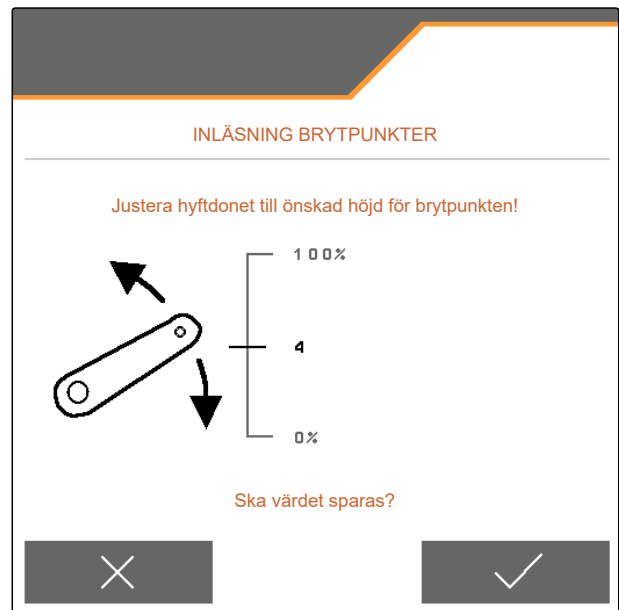 INLÄSNING BRYTPUNKTER
Justera hyftdonet till önskad höjd för brytpunkten!
100%
4
0%
Ska värdet sparas?